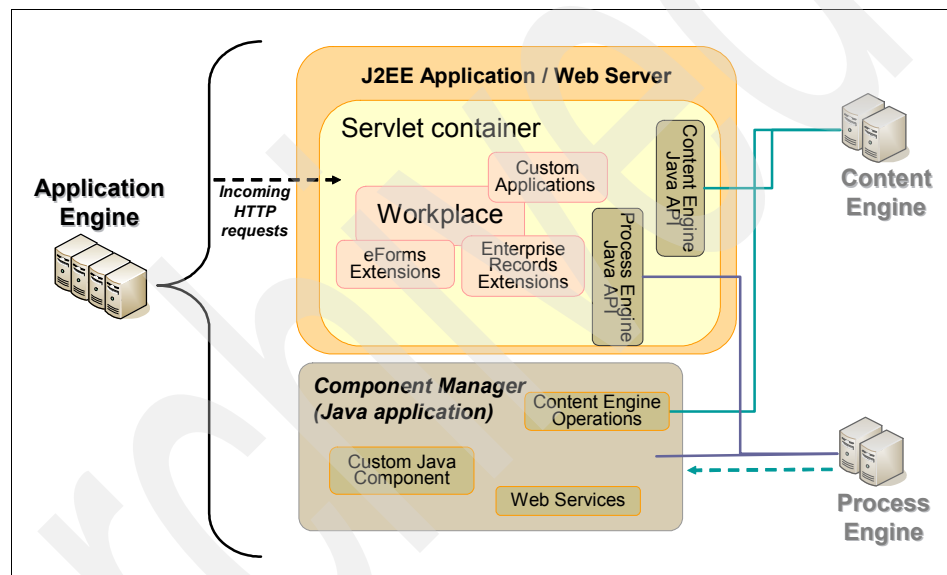 J2EE Application / Web Server
Servlet container
Custom
Applications
Workplace
eForms
Extensions
Enterprise
Records
Extensions
Content Engine
Java API
Process Engine
Java API
Application
Engine
Incoming
HTTP
requests
Content
Engine
Component Manager
(Java application)
Content Engine
Operations
Custom Java
Component
Web Services
Process
Engine